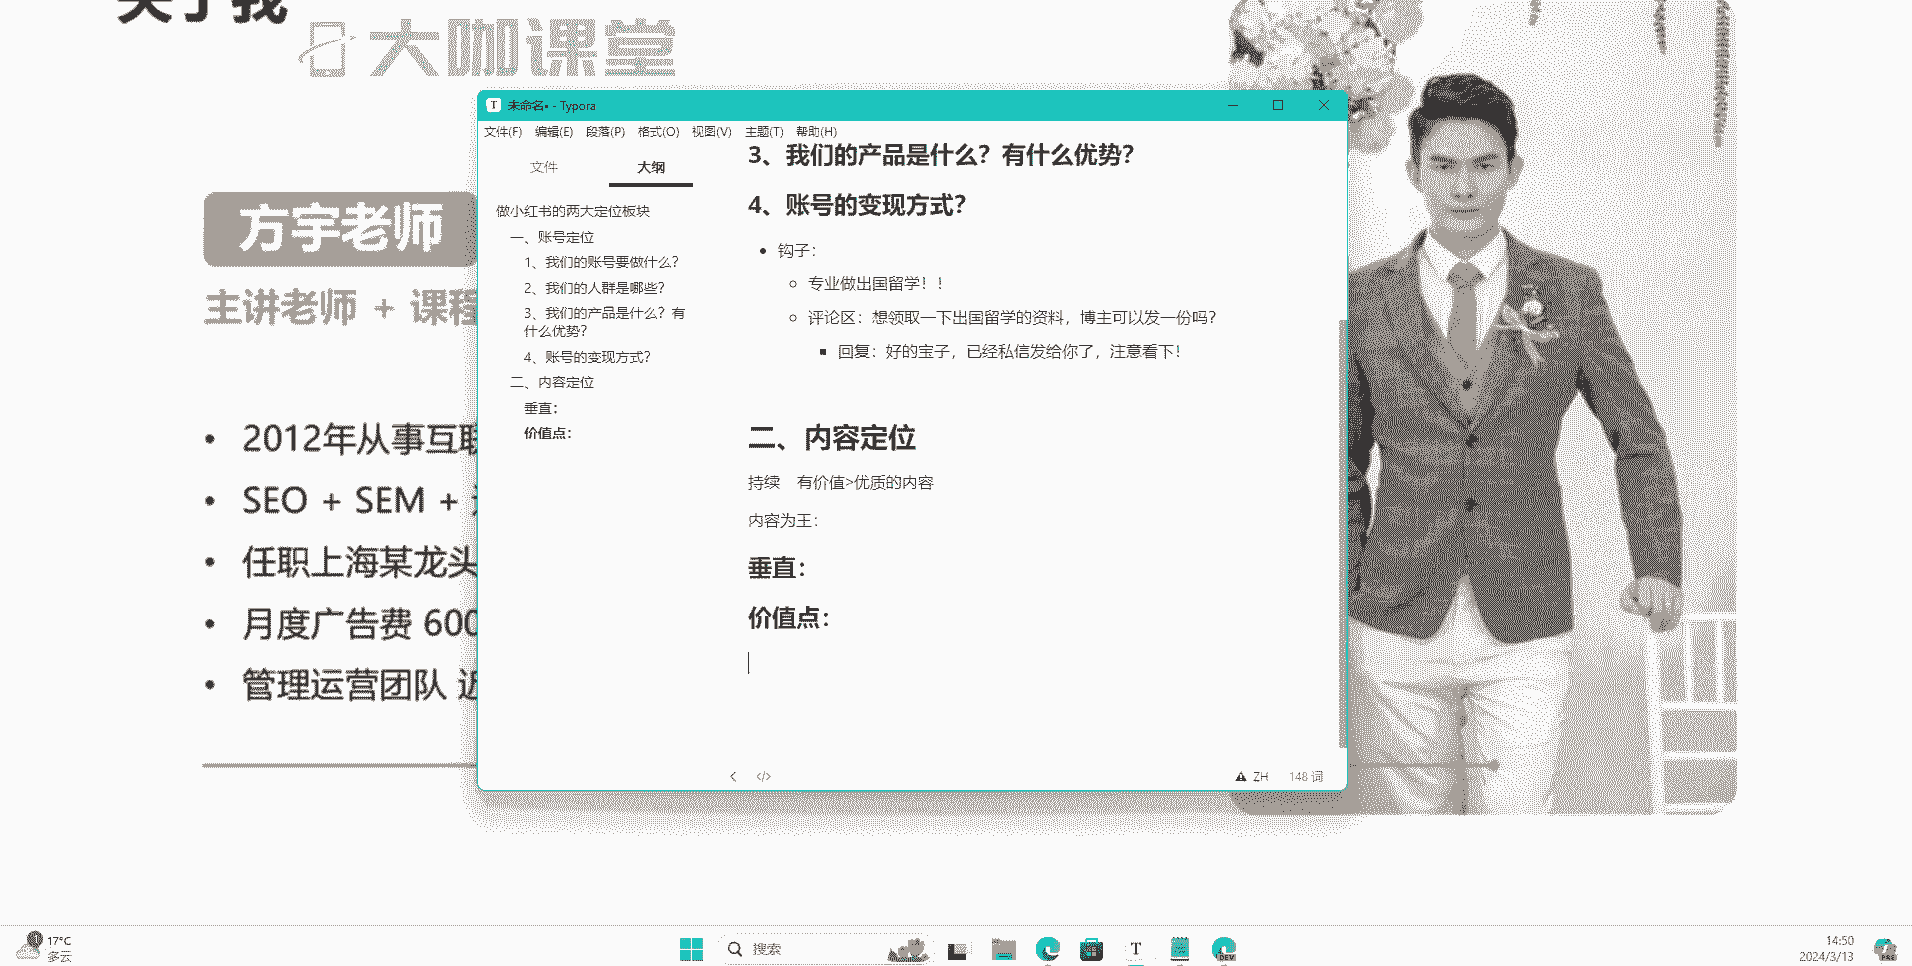 关于我
大咖课堂
方宇老师
主讲老师 + 课程
2012年从事互联
SEO + SEM +
任职上海某龙头
月度广告费 600
管理运营团队 近
T 未命名• - Typora
文件(F) 编辑(E) 段落(P) 格式(O) 视图(V) 主题(T) 帮助(H)
文件 大纲
做小红书的两大定位板块
一、账号定位
1、我们的账号要做什么？
2、我们的人群是哪些？
3、我们的产品是什么？有
什么优势？
4、账号的变现方式？
二、内容定位
垂直：
价值点：
3、我们的产品是什么？有什么优势？
4、账号的变现方式？
钩子：
专业做出国留学！！
评论区：想领取一下出国留学的资料，博主可以发一份吗？
回复：好的宝子，已经私信发给你了，注意看下！
二、内容定位
持续 有价值>优质的内容
内容为王：
垂直：
价值点：
</> ZH 148 词
17°C
多云
搜索
T
DEV
14:50
2024/3/13
PRE